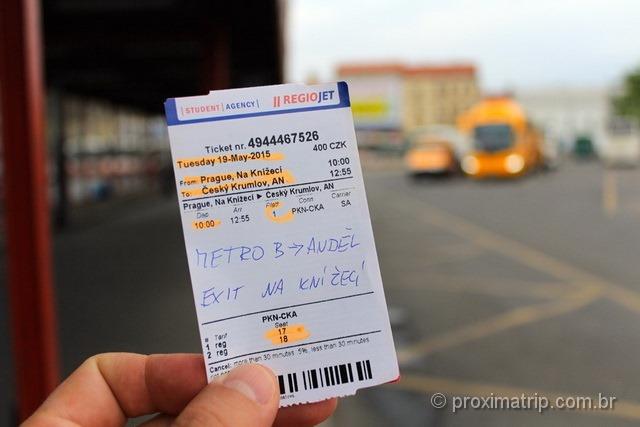 | STUDENT | AGENCY | REGIOJET
Ticket nr. 4944467526
400 CZK
Tuesday 19-May-2015
From: Prague, Na Knížecí 10:00
To: Český Krumlov, AN 12:55
Prague, Na Knížecí ► Český Krumlov, AN
Dep Arr Platf Conn Carrier
10:00 12:55 1 PKN-CKA SA
METRO B → ANDĚL
EXIT NA KNÍŽECÍ
PKN-CKA
# Tarif Seat
1 reg 17
2 reg 18
Cancel: more than 30 minutes: 5%, less than 30 min.
© proximatrip.com.br